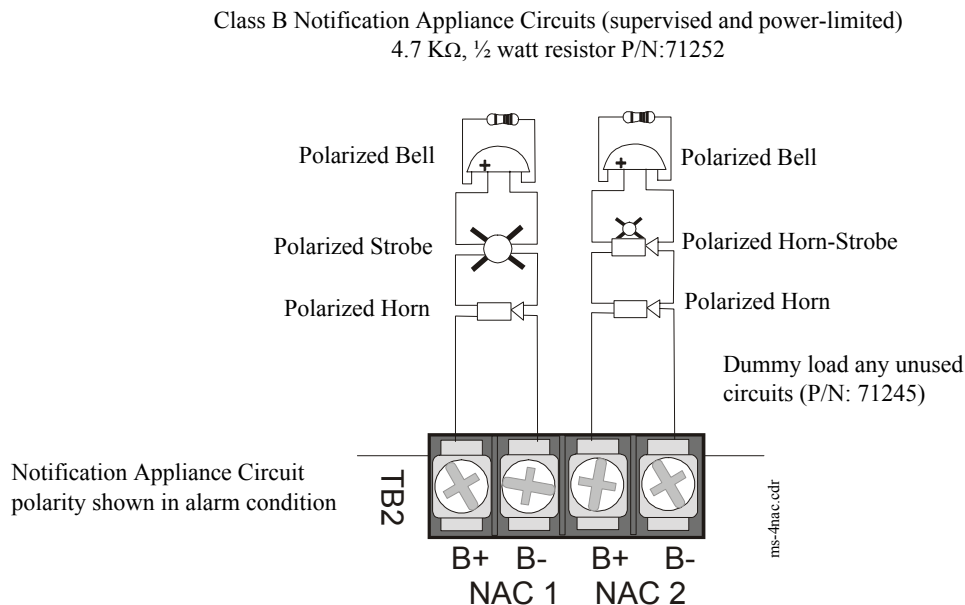 Class B Notification Appliance Circuits (supervised and power-limited)
4.7 KΩ, ½ watt resistor P/N:71252
Polarized Bell
+
+
Polarized Bell
Polarized Strobe
Polarized Horn-Strobe
Polarized Horn
Polarized Horn
Dummy load any unused
circuits (P/N: 71245)
Notification Appliance Circuit
polarity shown in alarm condition
TB2
ms-4nac.cdr
B+ B- B+ B-
NAC 1 NAC 2